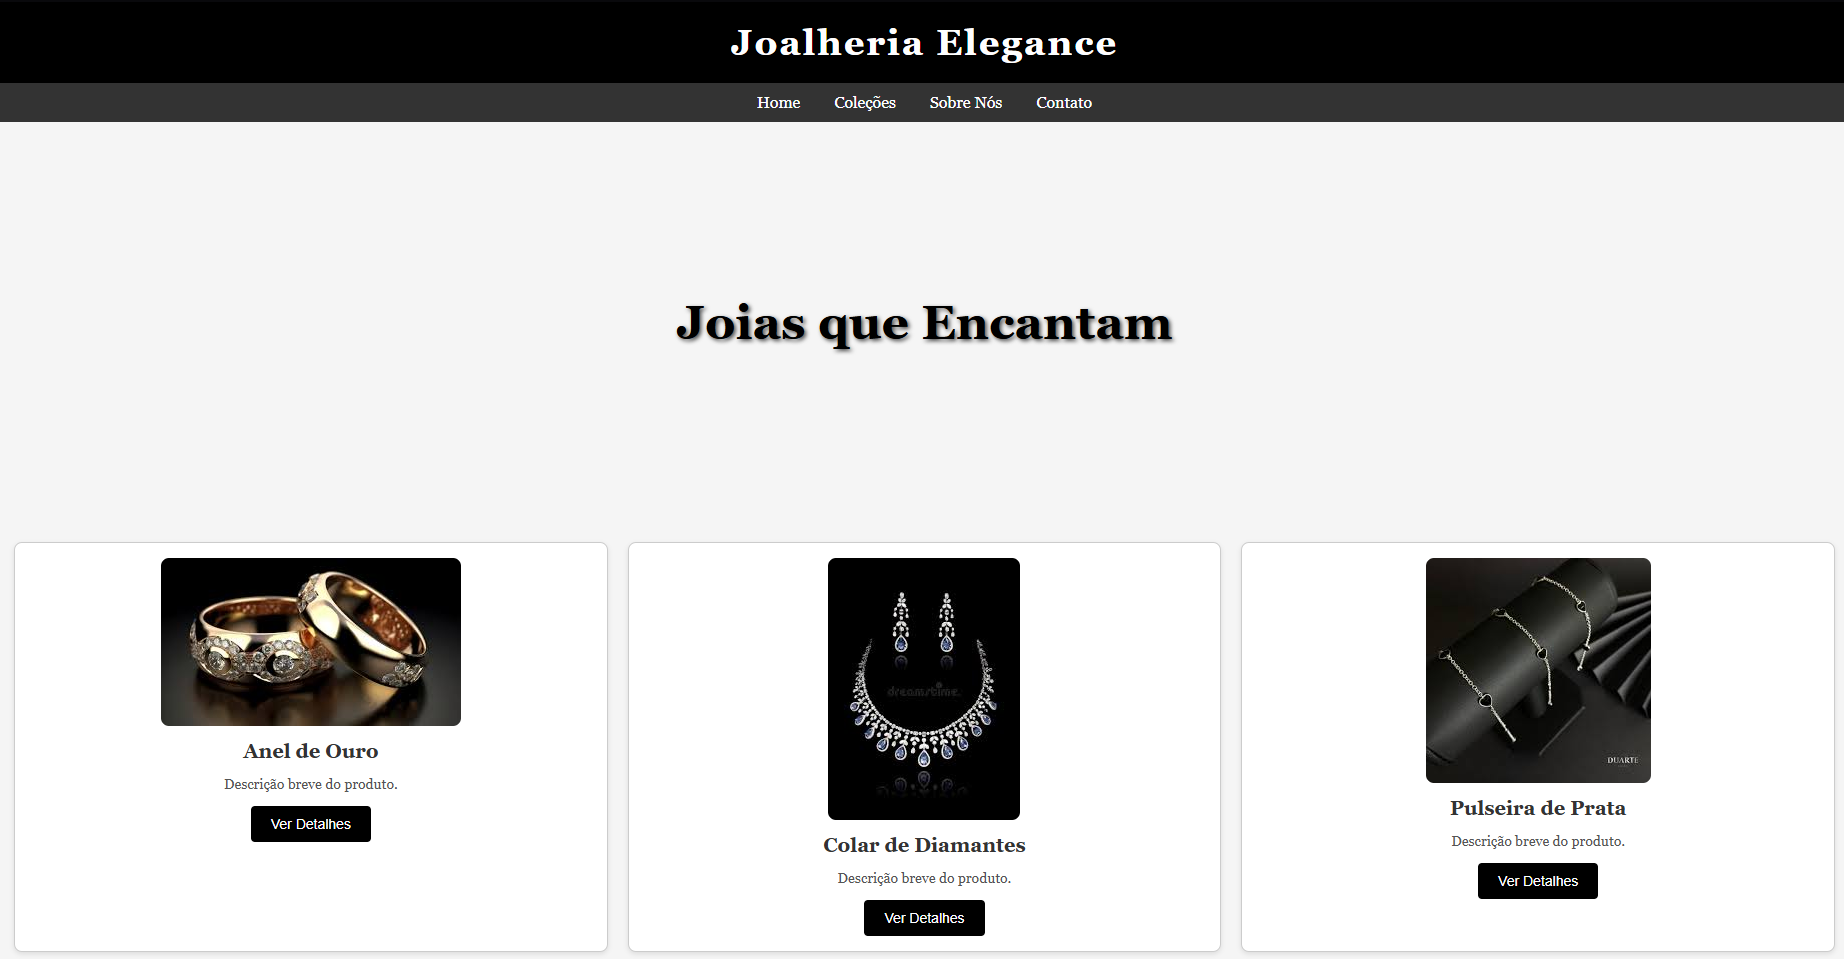 Joalheria Elegance
Home Coleções Sobre Nós Contato
Joias que Encantam
dreamstime.
DUARTE
Anel de Ouro
Descrição breve do produto.
Ver Detalhes
Colar de Diamantes
Descrição breve do produto.
Ver Detalhes
Pulseira de Prata
Descrição breve do produto.
Ver Detalhes